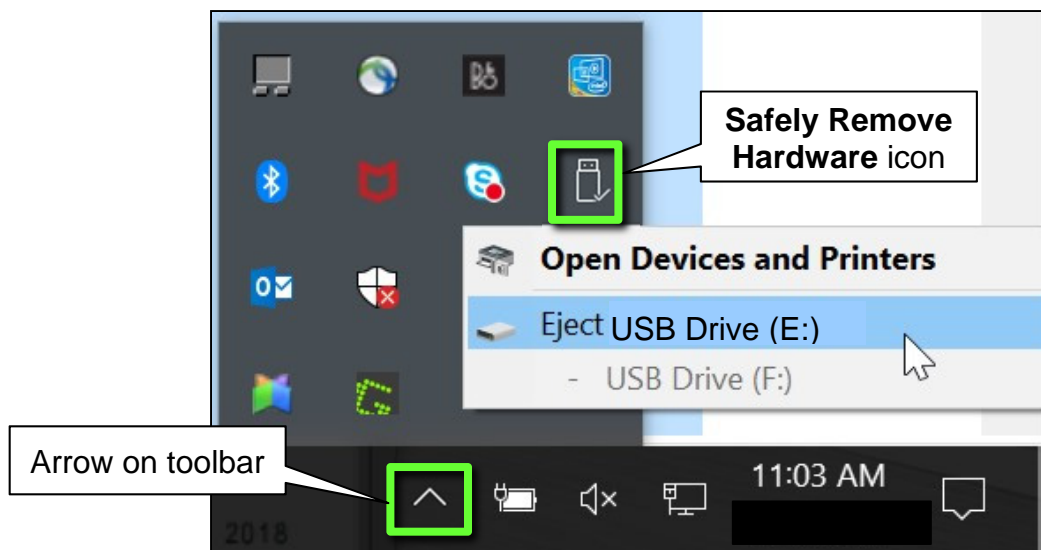 B&O
Safely Remove
Hardware icon
Open Devices and Printers
Eject USB Drive (E:)
- USB Drive (F:)
Arrow on toolbar
11:03 AM
2018